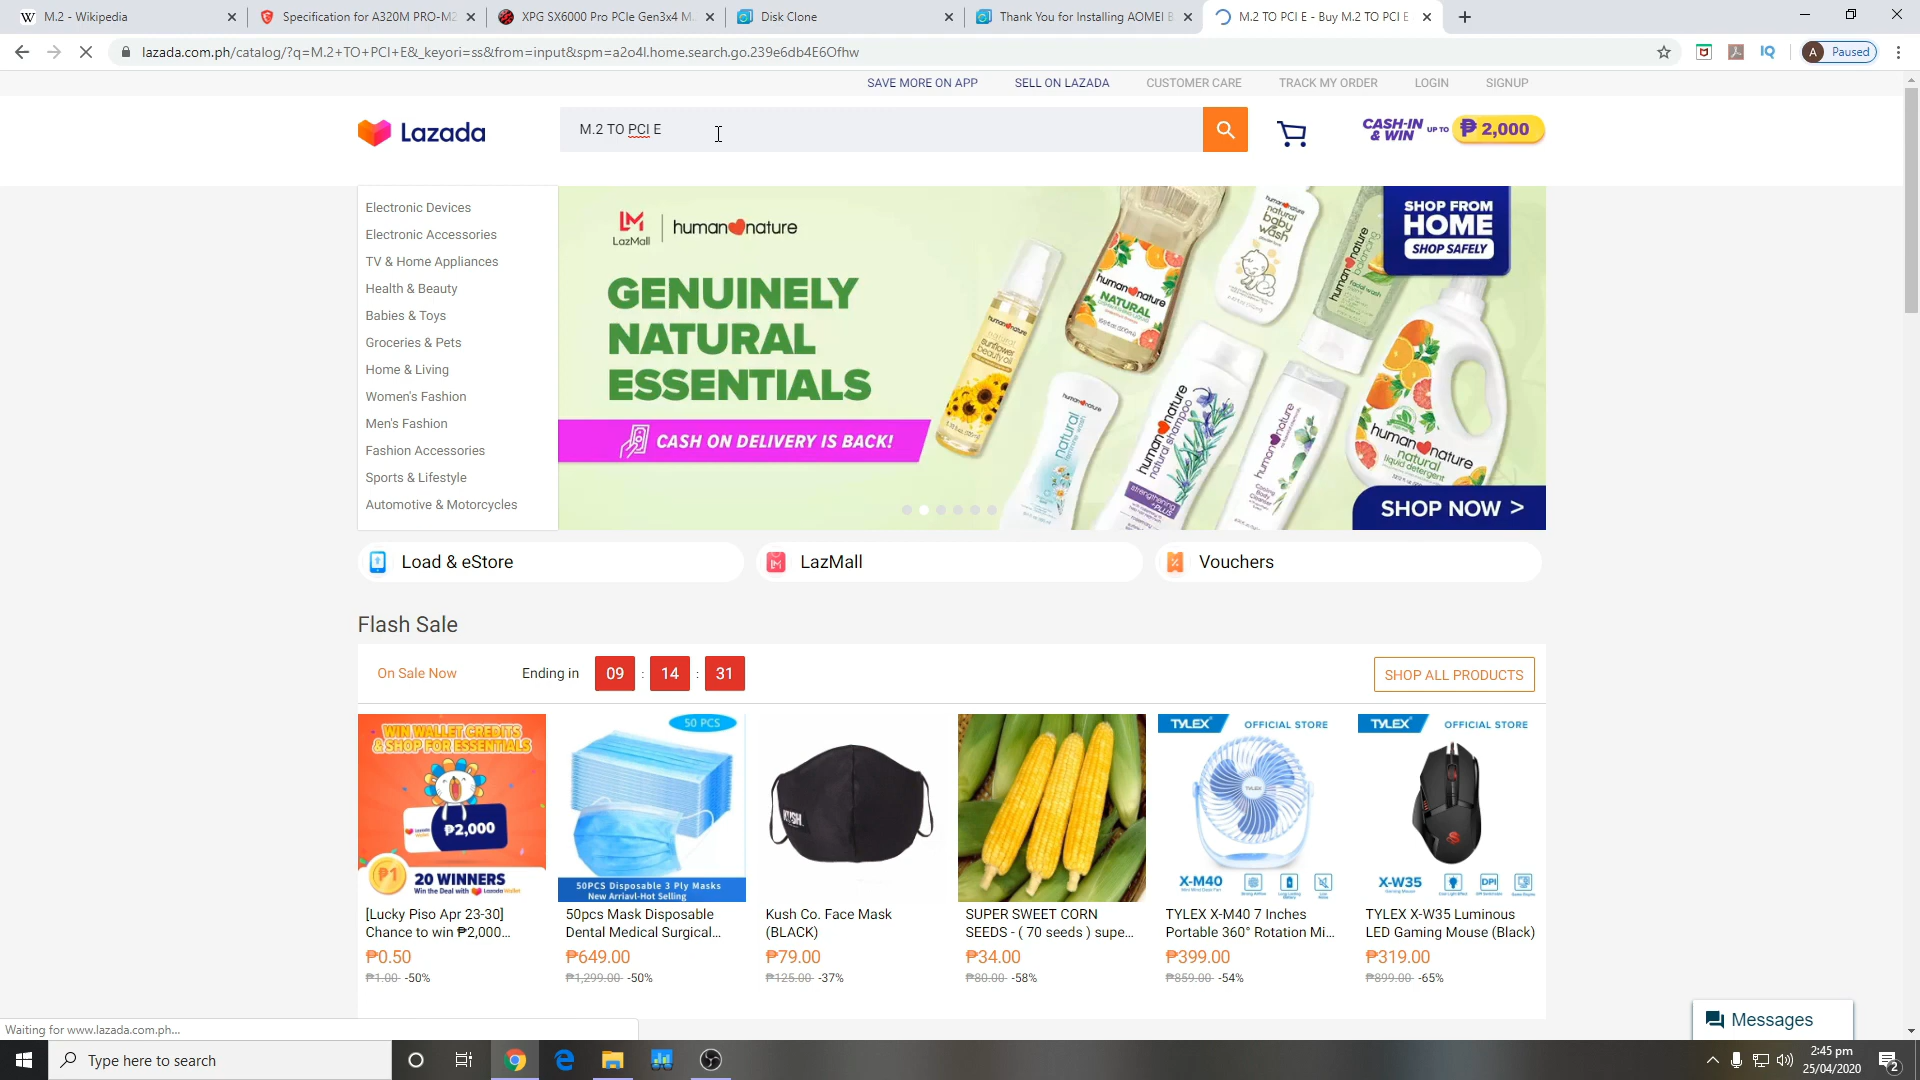 M.2 - Wikipedia
Specification for A320M PRO-M2
XPG SX6000 Pro PCIe Gen3x4 M.
Disk Clone
Thank You for Installing AOMEI B
M.2 TO PCI E - Buy M.2 TO PCI E
lazada.com.ph/catalog/?q=M.2+TO+PCI+E&_keyori=ss&from=input&spm=a2o4l.home.search.go.239e6db4E6Ofhw
A Paused
SAVE MORE ON APP
SELL ON LAZADA
CUSTOMER CARE
TRACK MY ORDER
LOGIN
SIGNUP
Lazada
M.2 TO PCI E
CASH-IN
& WIN
UP TO
₱ 2,000
Electronic Devices
Electronic Accessories
TV & Home Appliances
Health & Beauty
Babies & Toys
Groceries & Pets
Home & Living
Women's Fashion
Men's Fashion
Fashion Accessories
Sports & Lifestyle
Automotive & Motorcycles
LM
LazMall
human nature
GENUINELY
NATURAL
ESSENTIALS
CASH ON DELIVERY IS BACK!
SHOP FROM
HOME
SHOP SAFELY
SHOP NOW >
Load & eStore
LazMall
Vouchers
Flash Sale
On Sale Now
Ending in
09 : 14 : 31
SHOP ALL PRODUCTS
WIN WALLET CREDITS
& SHOP FOR ESSENTIALS
₱2,000
₱1
20 WINNERS
Win the Deal with Lazada Wallet
[Lucky Piso Apr 23-30]
Chance to win ₱2,000...
₱0.50
₱1.00 -50%
50 PCS
50PCS Disposable 3 Ply Masks
New Arriavl-Hot Selling
50pcs Mask Disposable
Dental Medical Surgical...
₱649.00
₱1,299.00 -50%
KUSH.
Kush Co. Face Mask
(BLACK)
₱79.00
₱125.00 -37%
SUPER SWEET CORN
SEEDS - ( 70 seeds ) supe...
₱34.00
₱80.00 -58%
TYLEX
OFFICIAL STORE
X-M40
TYLEX X-M40 7 Inches
Portable 360° Rotation Mi...
₱399.00
₱859.00 -54%
TYLEX
OFFICIAL STORE
X-W35
DPI
TYLEX X-W35 Luminous
LED Gaming Mouse (Black)
₱319.00
₱899.00 -65%
Messages
Waiting for www.lazada.com.ph...
Type here to search
2:45 pm
25/04/2020
2